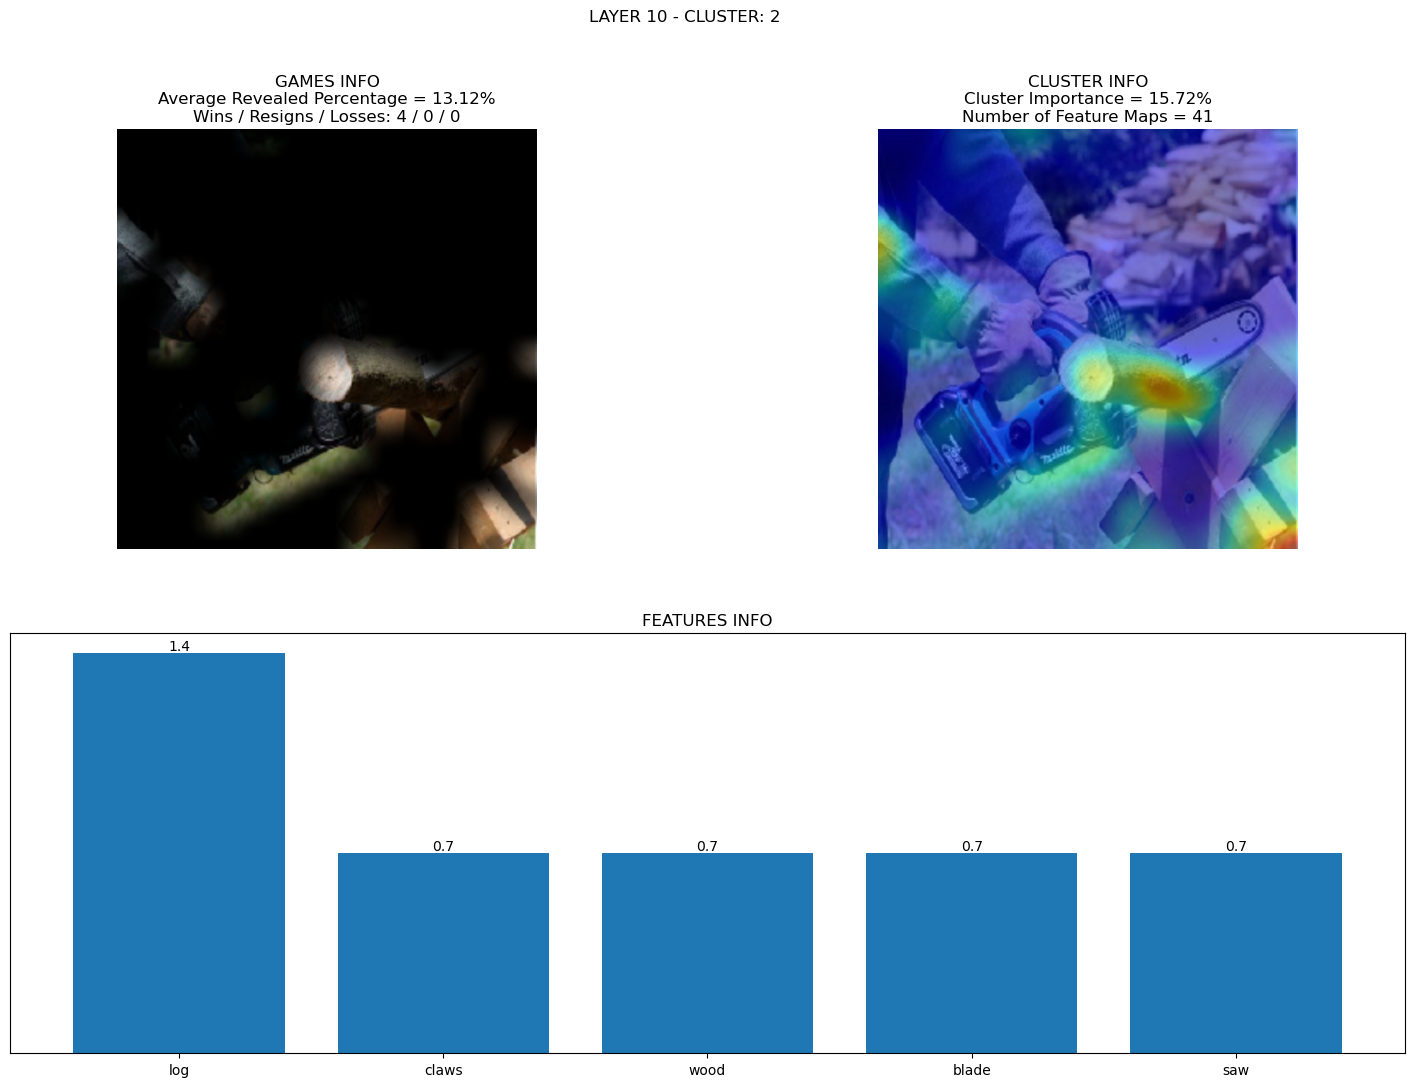 LAYER 10 - CLUSTER: 2
GAMES INFO
Average Revealed Percentage = 13.12%
Wins / Resigns / Losses: 4 / 0 / 0
CLUSTER INFO
Cluster Importance = 15.72%
Number of Feature Maps = 41
makita
makita
FEATURES INFO
1.4
0.7
0.7
0.7
0.7
log
claws
wood
blade
saw